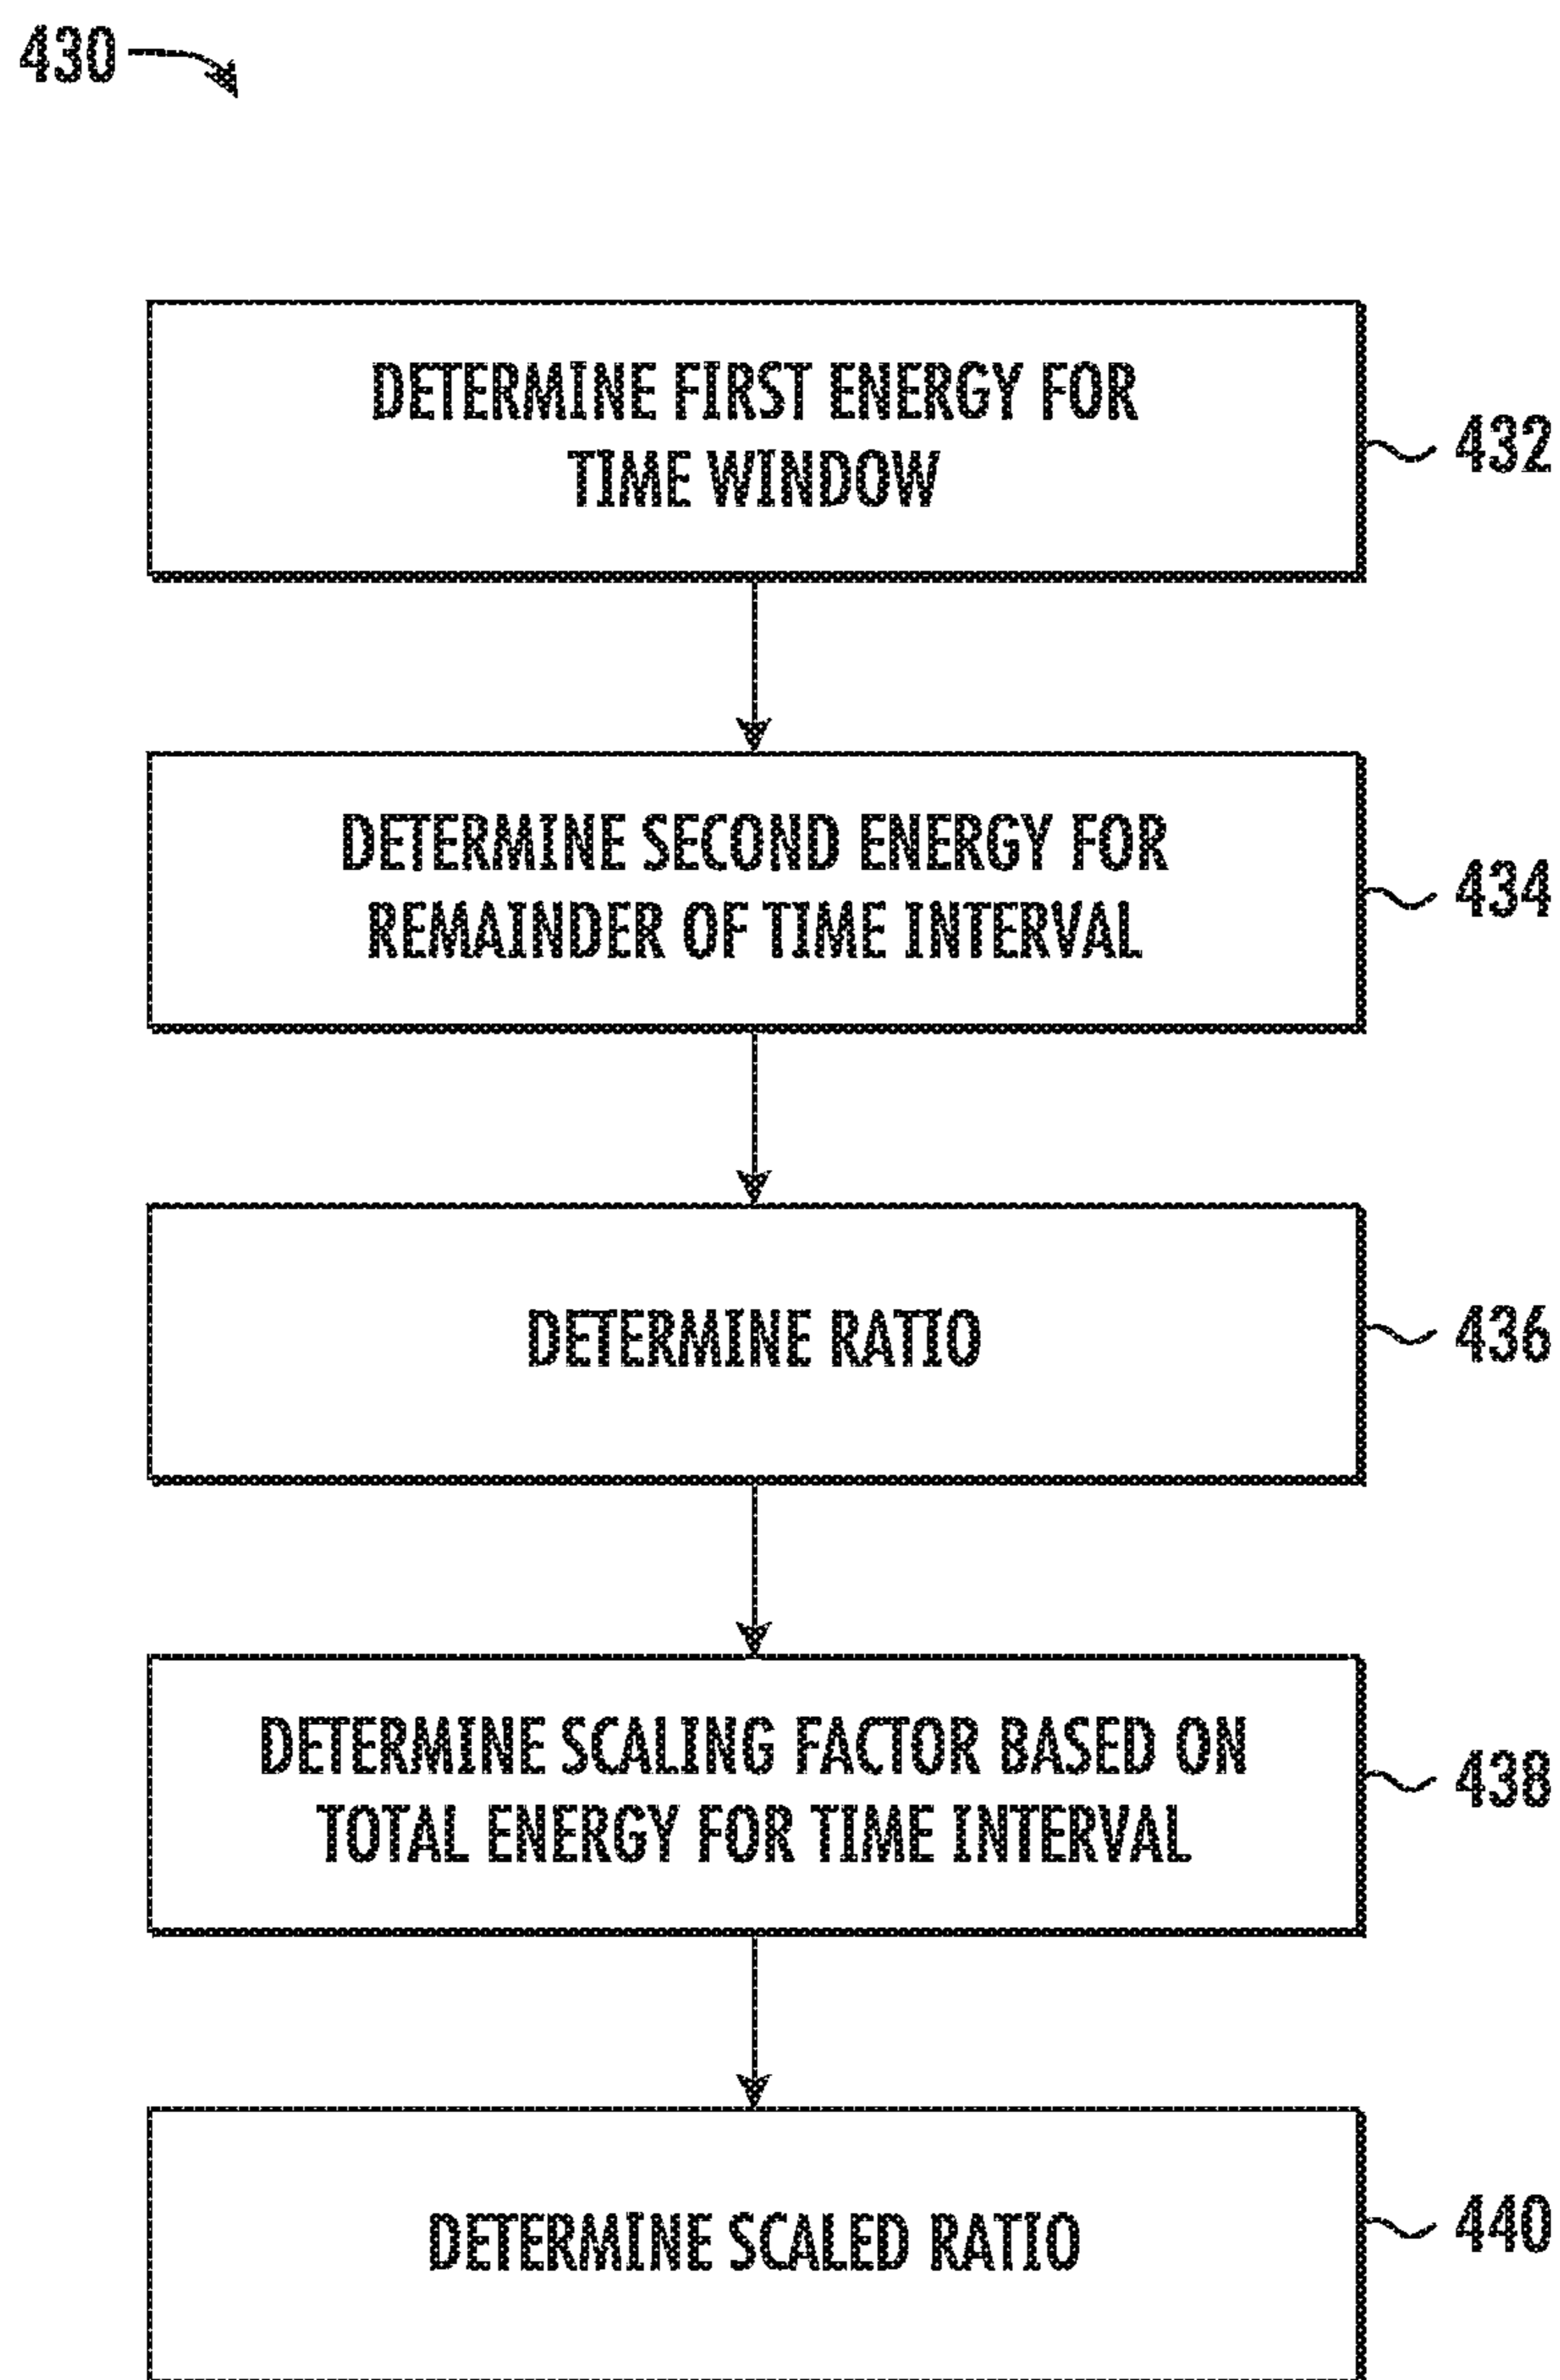 430
DETERMINE FIRST ENERGY FOR
TIME WINDOW
432
DETERMINE SECOND ENERGY FOR
REMAINDER OF TIME INTERVAL
434
DETERMINE RATIO
436
DETERMINE SCALING FACTOR BASED ON
TOTAL ENERGY FOR TIME INTERVAL
438
DETERMINE SCALED RATIO
440